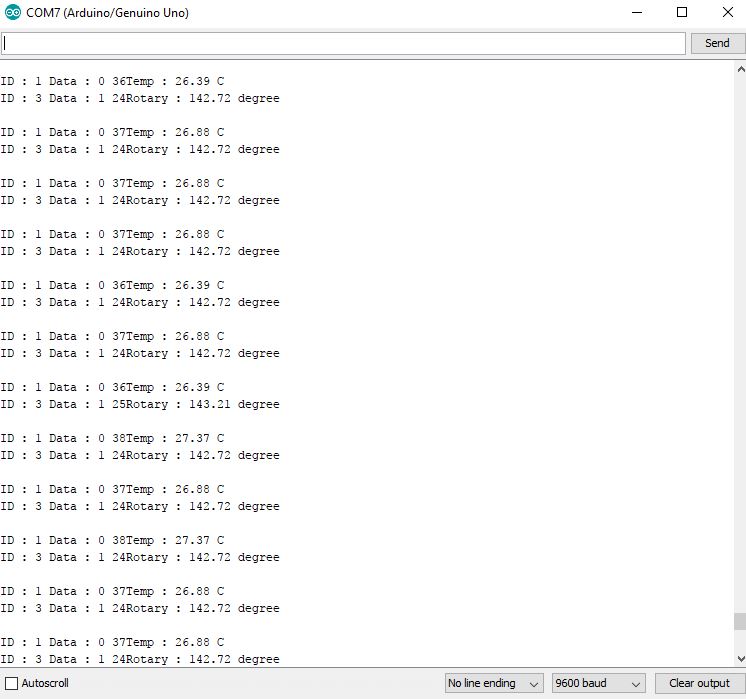 COM7 (Arduino/Genuino Uno)
Send
ID : 1 Data : 0 36Temp : 26.39 C
ID : 3 Data : 1 24Rotary : 142.72 degree
ID : 1 Data : 0 37Temp : 26.88 C
ID : 3 Data : 1 24Rotary : 142.72 degree
ID : 1 Data : 0 37Temp : 26.88 C
ID : 3 Data : 1 24Rotary : 142.72 degree
ID : 1 Data : 0 37Temp : 26.88 C
ID : 3 Data : 1 24Rotary : 142.72 degree
ID : 1 Data : 0 36Temp : 26.39 C
ID : 3 Data : 1 24Rotary : 142.72 degree
ID : 1 Data : 0 37Temp : 26.88 C
ID : 3 Data : 1 24Rotary : 142.72 degree
ID : 1 Data : 0 36Temp : 26.39 C
ID : 3 Data : 1 25Rotary : 143.21 degree
ID : 1 Data : 0 38Temp : 27.37 C
ID : 3 Data : 1 24Rotary : 142.72 degree
ID : 1 Data : 0 37Temp : 26.88 C
ID : 3 Data : 1 24Rotary : 142.72 degree
ID : 1 Data : 0 38Temp : 27.37 C
ID : 3 Data : 1 24Rotary : 142.72 degree
ID : 1 Data : 0 37Temp : 26.88 C
ID : 3 Data : 1 24Rotary : 142.72 degree
ID : 1 Data : 0 37Temp : 26.88 C
ID : 3 Data : 1 24Rotary : 142.72 degree
Autoscroll No line ending 9600 baud Clear output